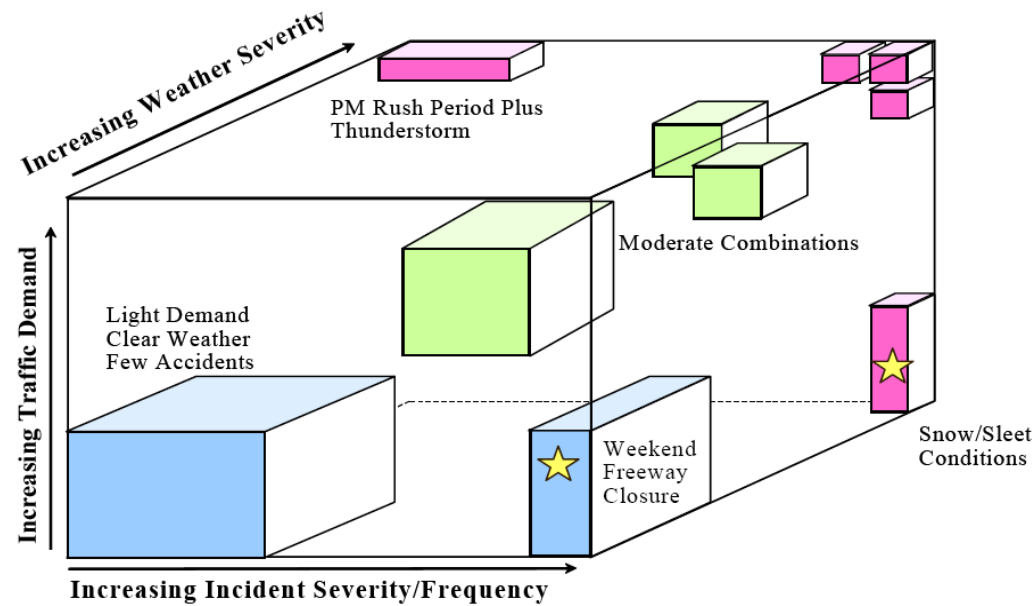 Increasing Weather Severity
PM Rush Period Plus
Thunderstorm
Moderate Combinations
Increasing Traffic Demand
Light Demand
Clear Weather
Few Accidents
Weekend
Freeway
Closure
Snow/Sleet
Conditions
Increasing Incident Severity/Frequency